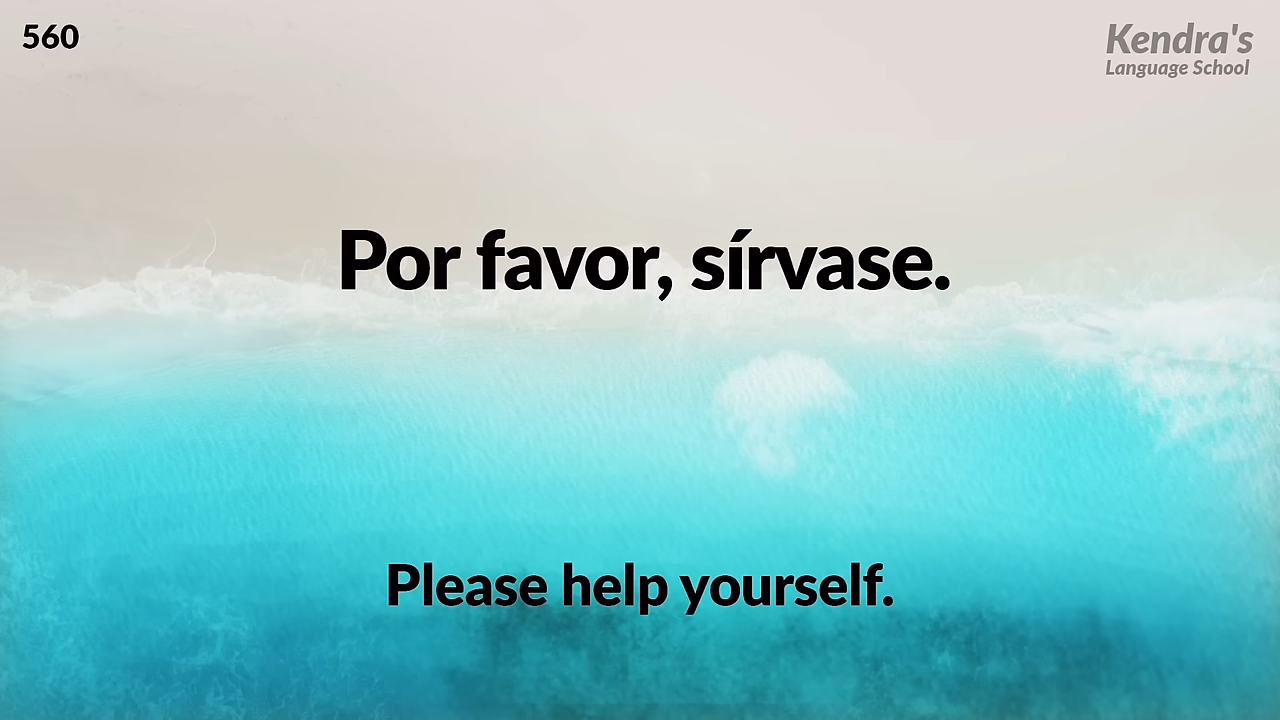 560
Kendra's
Language School
Por favor, sírvase.
Please help yourself.